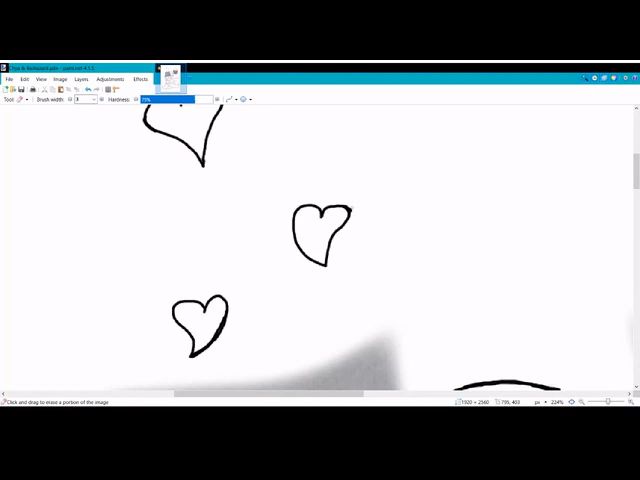 File Edit View Image Layers Adjustments Effects
Tool: Brush width: 3 Hardness: 75%
Click and drag to erase a portion of the image 1920 × 2560 795, 403 px 224%